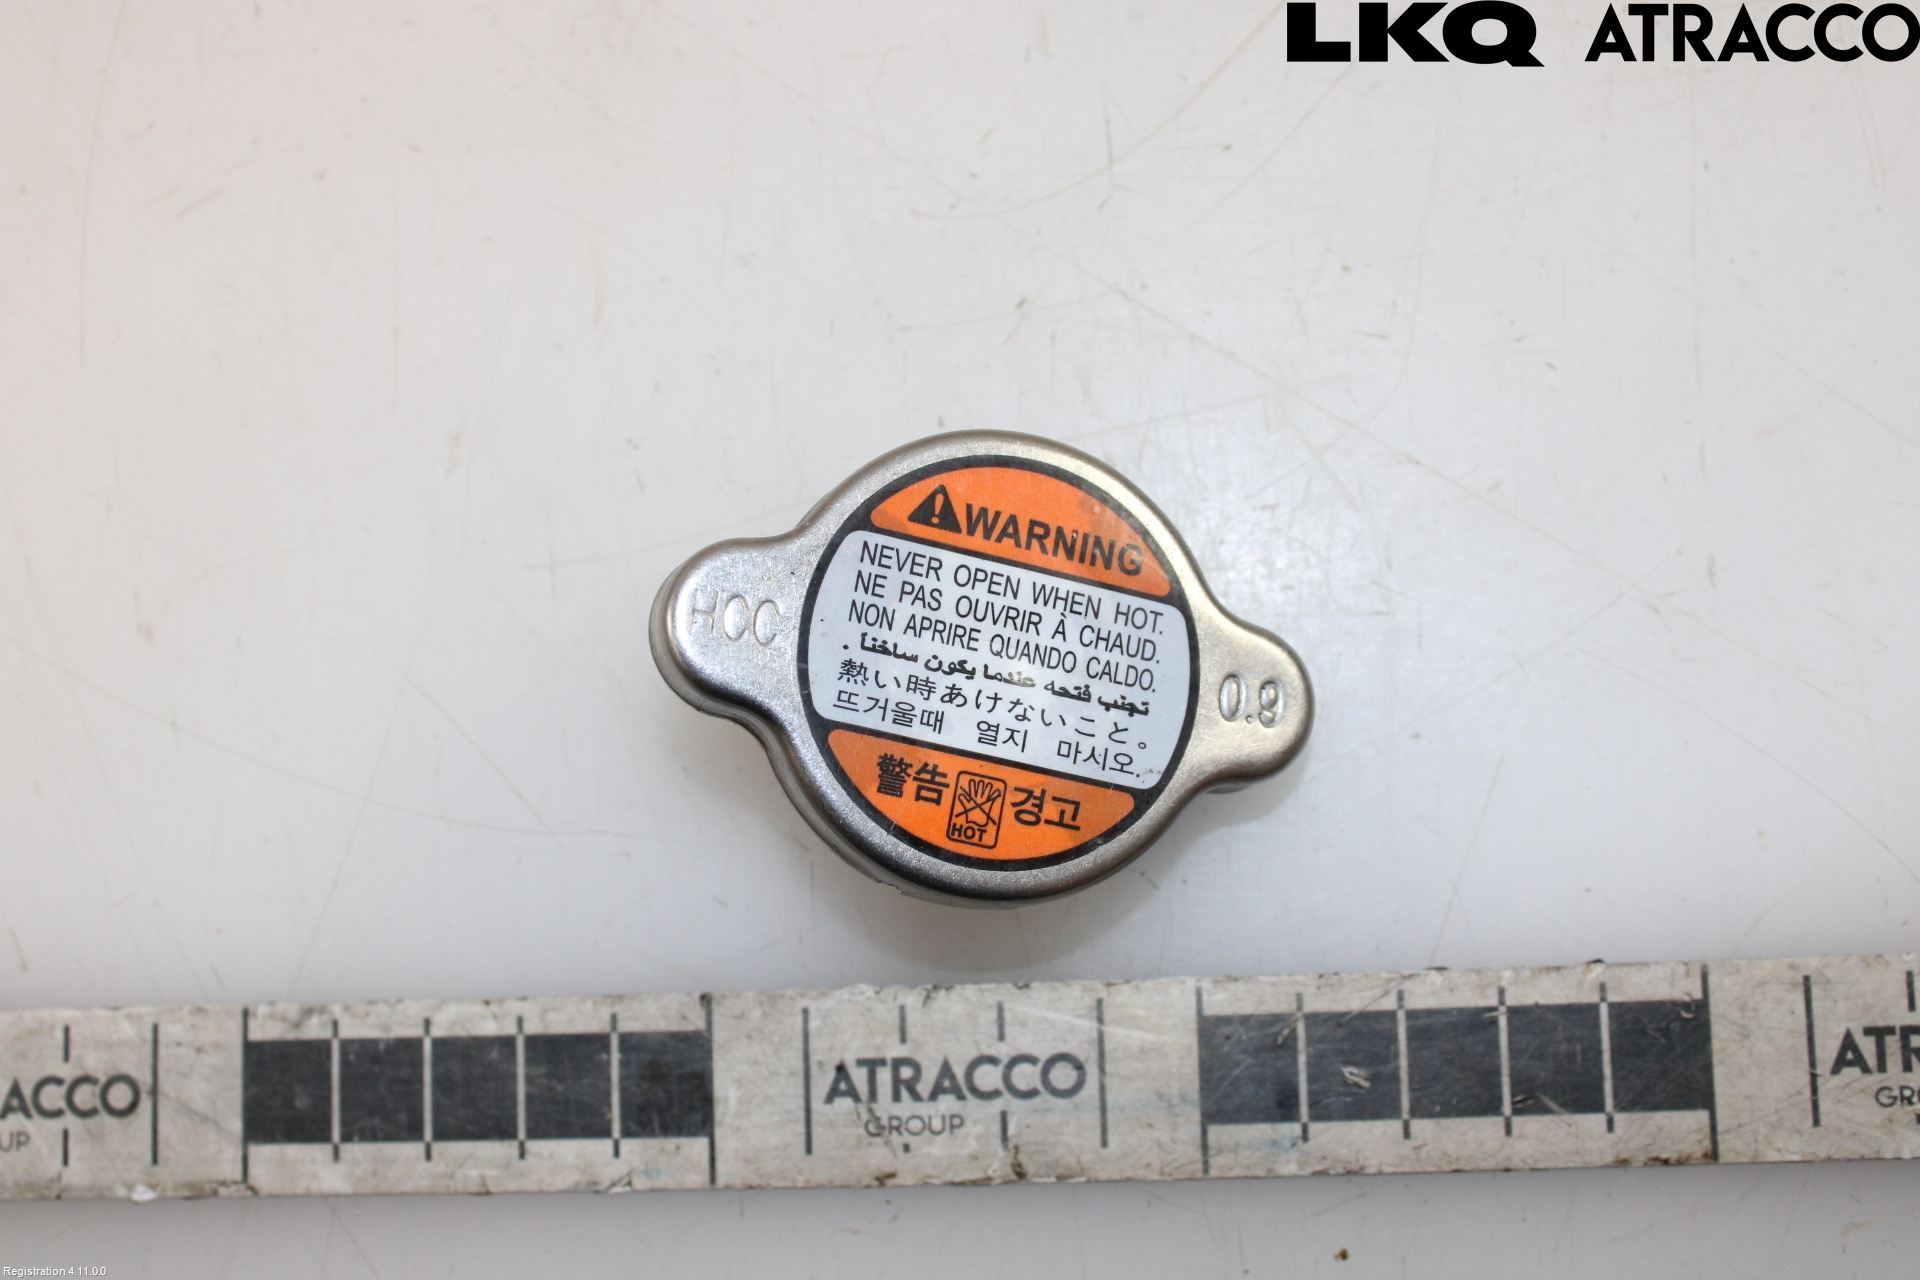 LKQ ATRACCO
WARNING
NEVER OPEN WHEN HOT.
NE PAS OUVRIR À CHAUD.
NON APRIRE QUANDO CALDO.
تجنب فتحه عندما يكون ساخنا .
熱い時あけないこと。
뜨거울때 열지 마시오.
警告 경고
HOT
HCC
0.9
ACCO
UP
ATRACCO
GROUP
ATR
GR
Registration 4.11.0.0